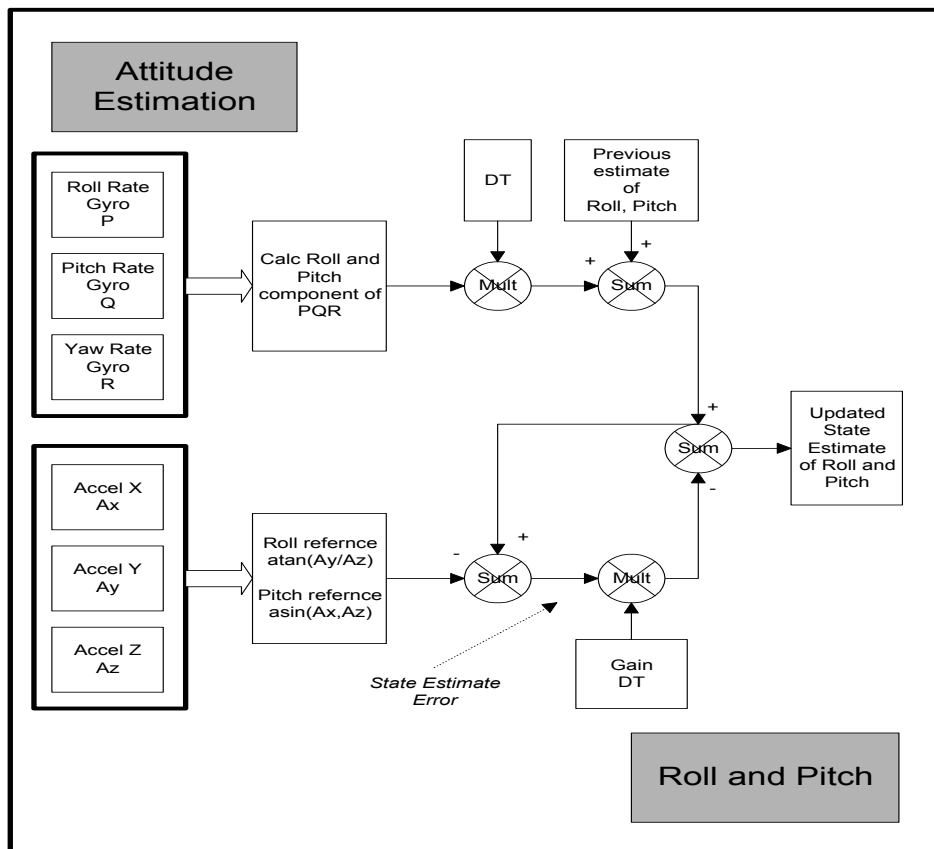 Attitude
Estimation
Roll Rate
Gyro
P
Pitch Rate
Gyro
Q
Yaw Rate
Gyro
R
Calc Roll and
Pitch
component of
PQR
DT
Previous
estimate
of
Roll, Pitch
Mult
+
+
Sum
+
Sum
-
Updated
State
Estimate
of Roll and
Pitch
Accel X
Ax
Accel Y
Ay
Accel Z
Az
Roll refernce
atan(Ay/Az)
Pitch refernce
asin(Ax,Az)
-
+
Sum
Mult
State Estimate
Error
Gain
DT
Roll and Pitch